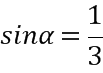 sinα = 1/3